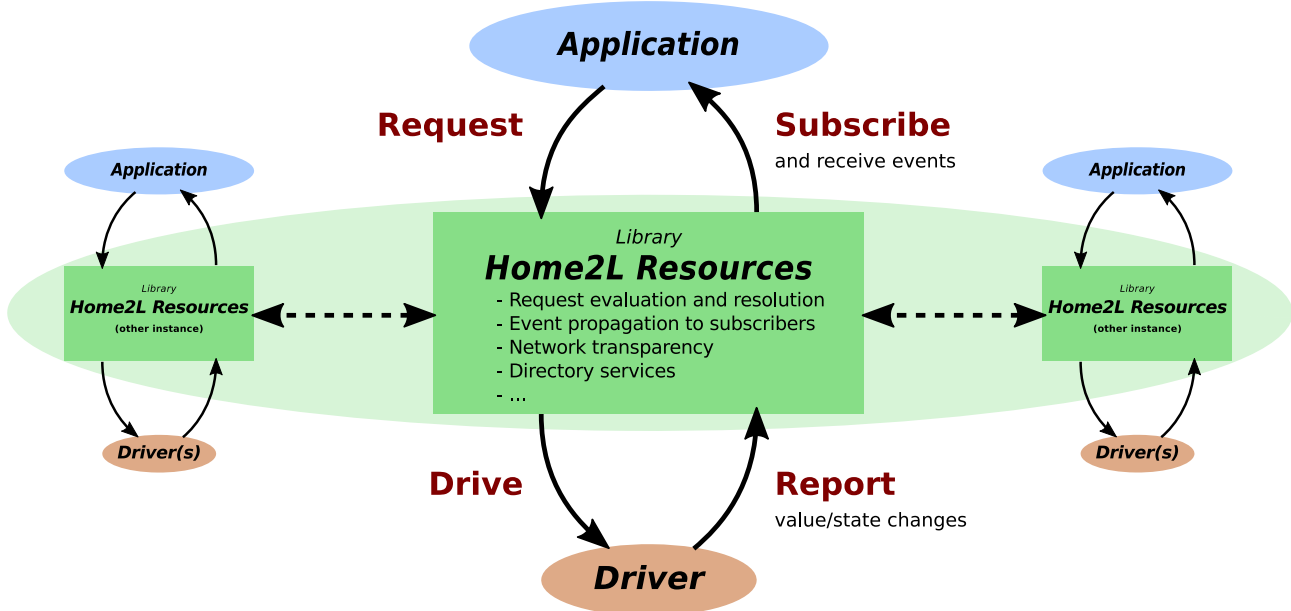 Application
Request
Subscribe
and receive events
Application
Application
Library
Home2L Resources
- Request evaluation and resolution
- Event propagation to subscribers
- Network transparency
- Directory services
- ...
Library
Home2L Resources
(other instance)
Library
Home2L Resources
(other instance)
Driver(s)
Driver(s)
Drive
Report
value/state changes
Driver